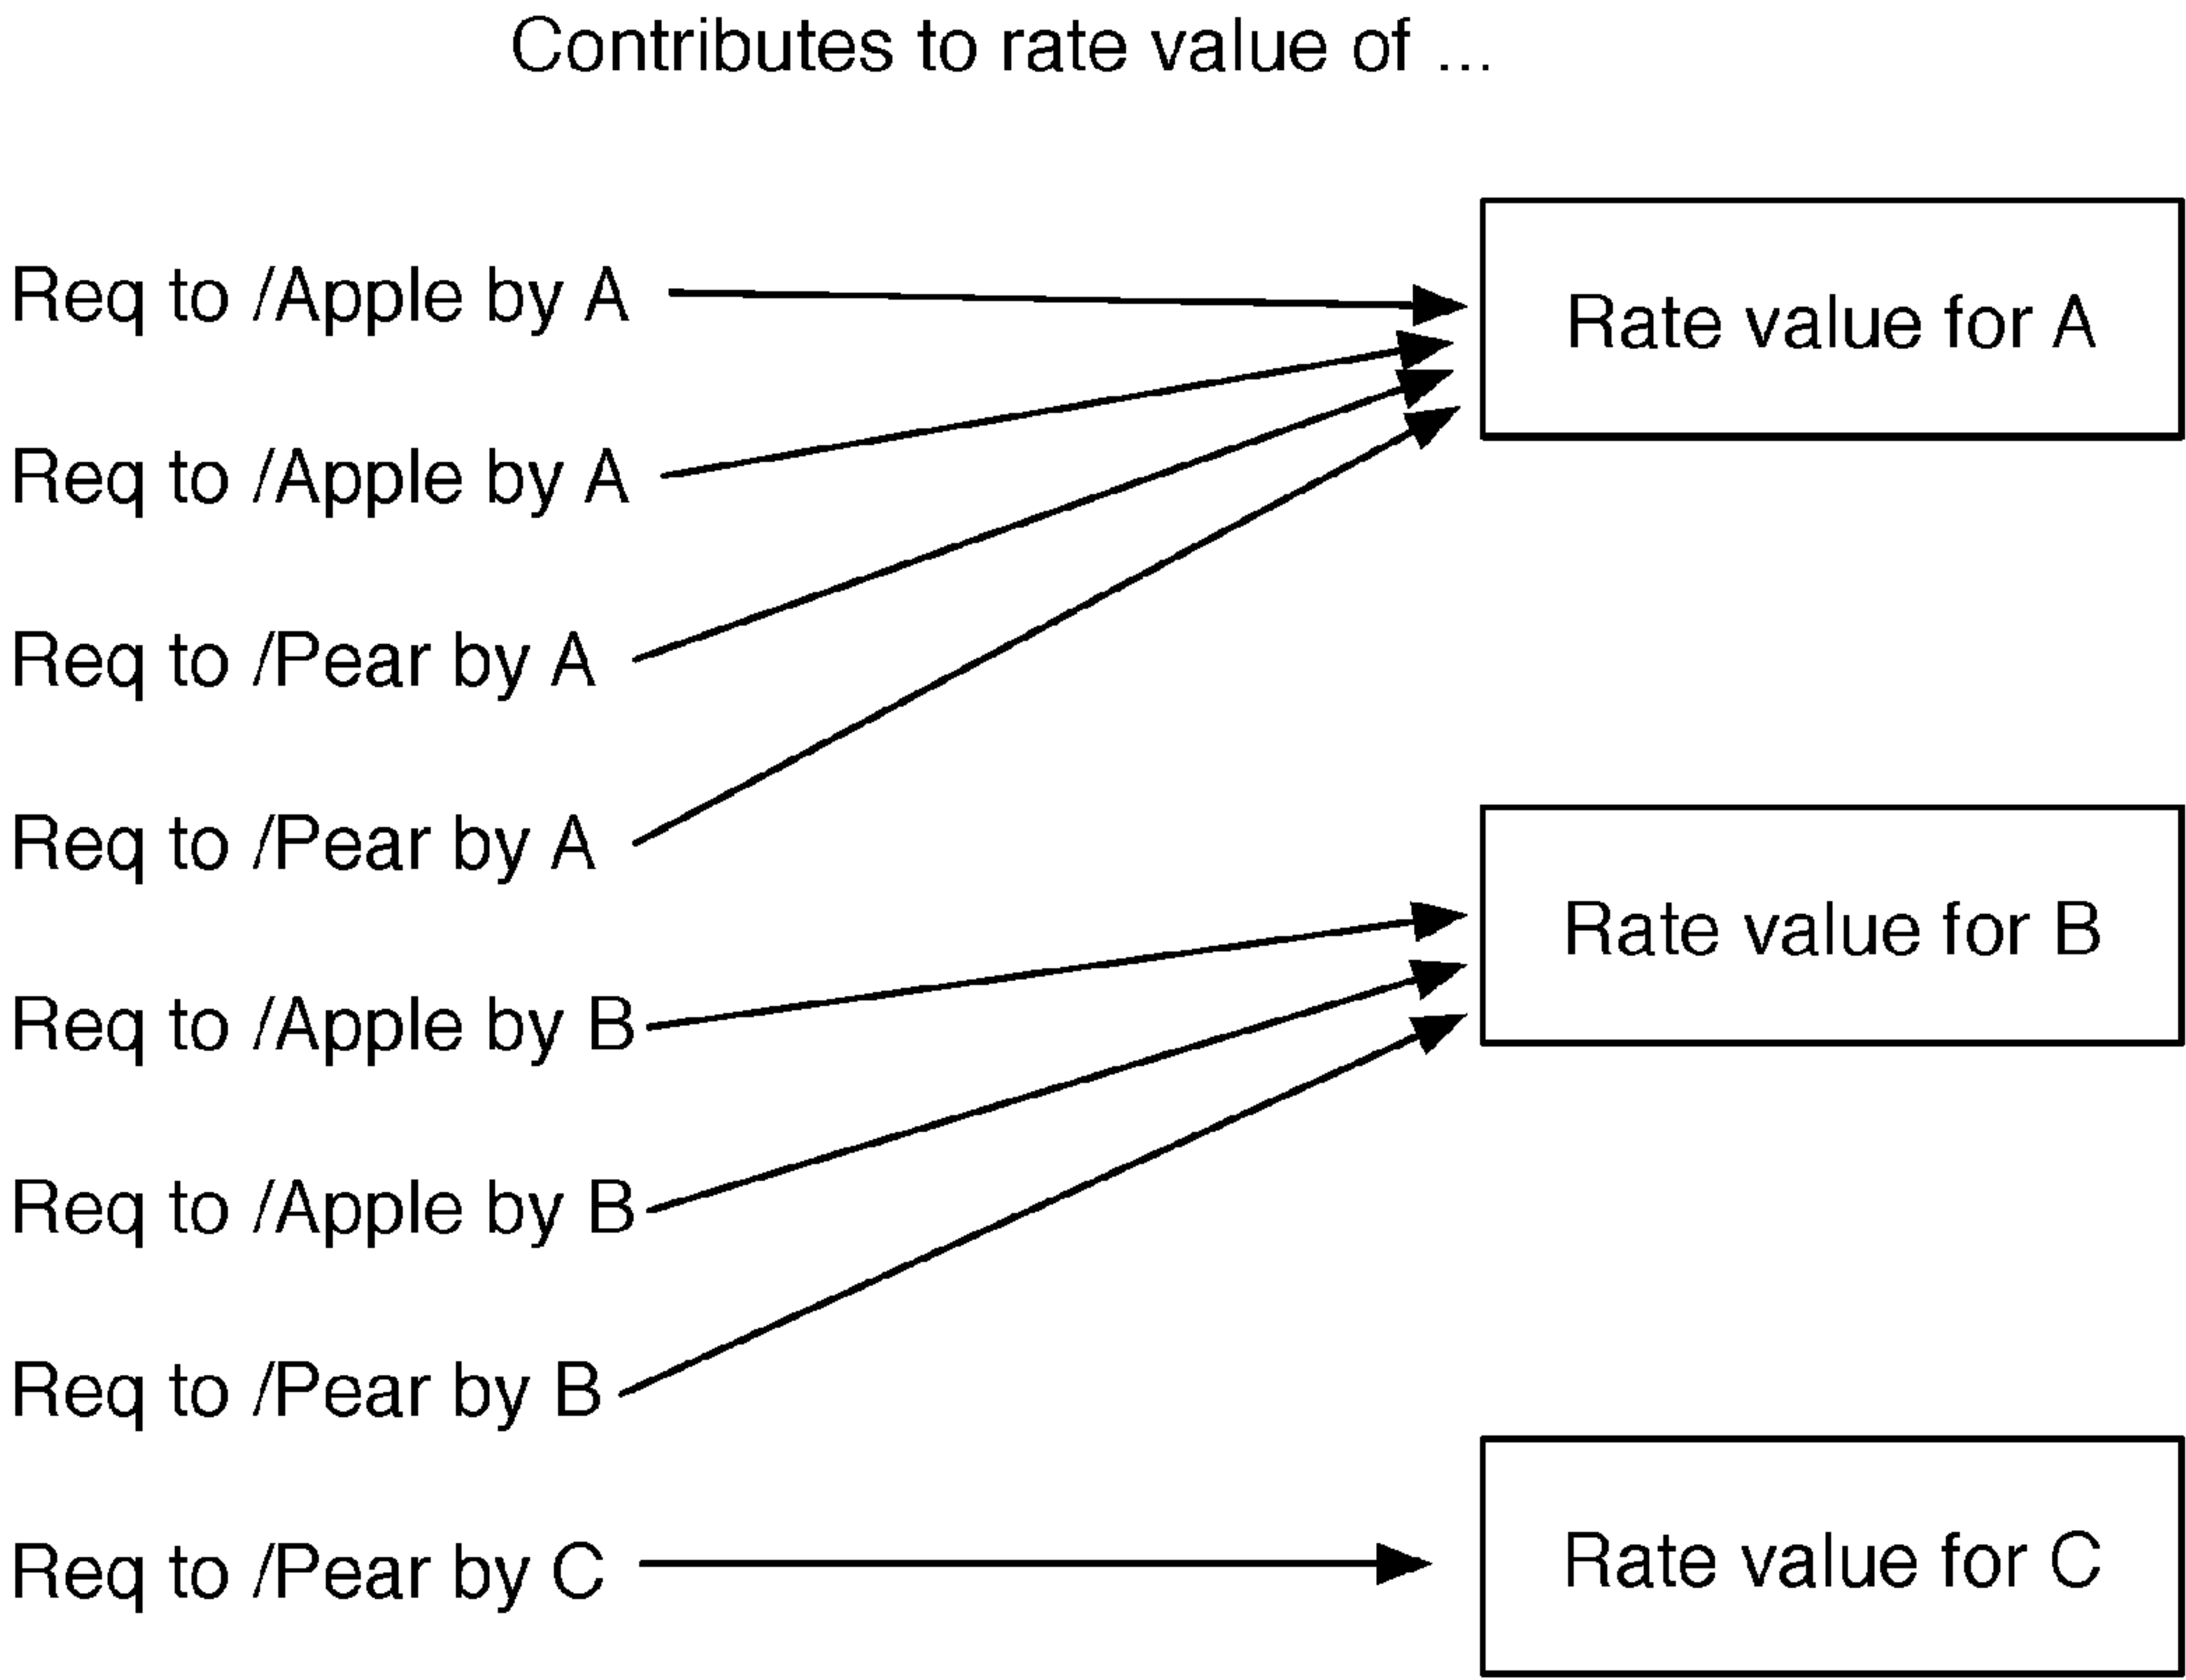 Contributes to rate value of ...
Req to /Apple by A
Rate value for A
Req to /Apple by A
Req to /Pear by A
Req to /Pear by A
Rate value for B
Req to /Apple by B
Req to /Apple by B
Req to /Pear by B
Req to /Pear by C
Rate value for C